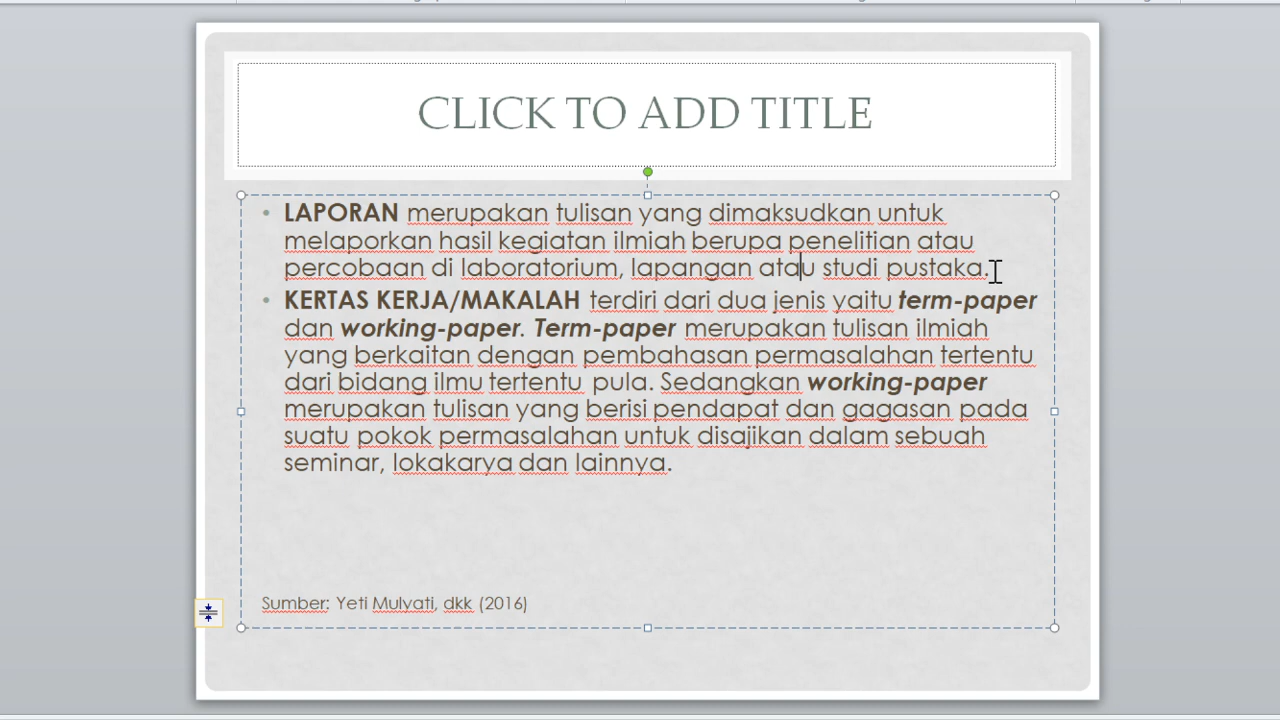 CLICK TO ADD TITLE
• LAPORAN merupakan tulisan yang dimaksudkan untuk
melaporkan hasil kegiatan ilmiah berupa penelitian atau
percobaan di laboratorium, lapangan atau studi pustaka.
• KERTAS KERJA/MAKALAH terdiri dari dua jenis yaitu term-paper
dan working-paper. Term-paper merupakan tulisan ilmiah
yang berkaitan dengan pembahasan permasalahan tertentu
dari bidang ilmu tertentu pula. Sedangkan working-paper
merupakan tulisan yang berisi pendapat dan gagasan pada
suatu pokok permasalahan untuk disajikan dalam sebuah
seminar, lokakarya dan lainnya.
Sumber: Yeti Mulyati, dkk (2016)